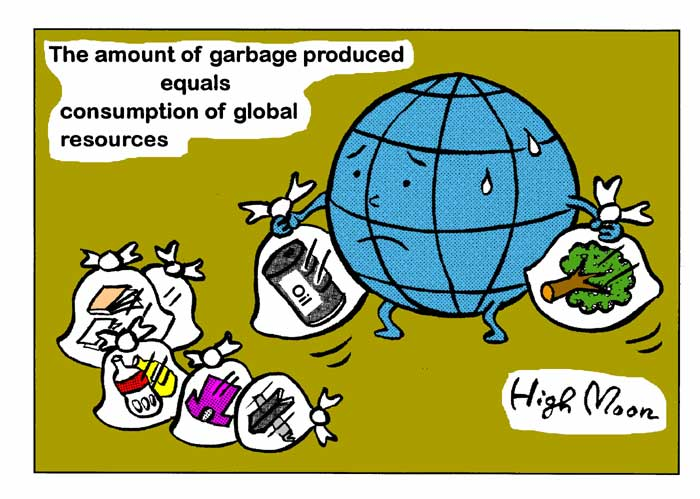 The amount of garbage produced
equals
consumption of global
resources
Oil
High Moon